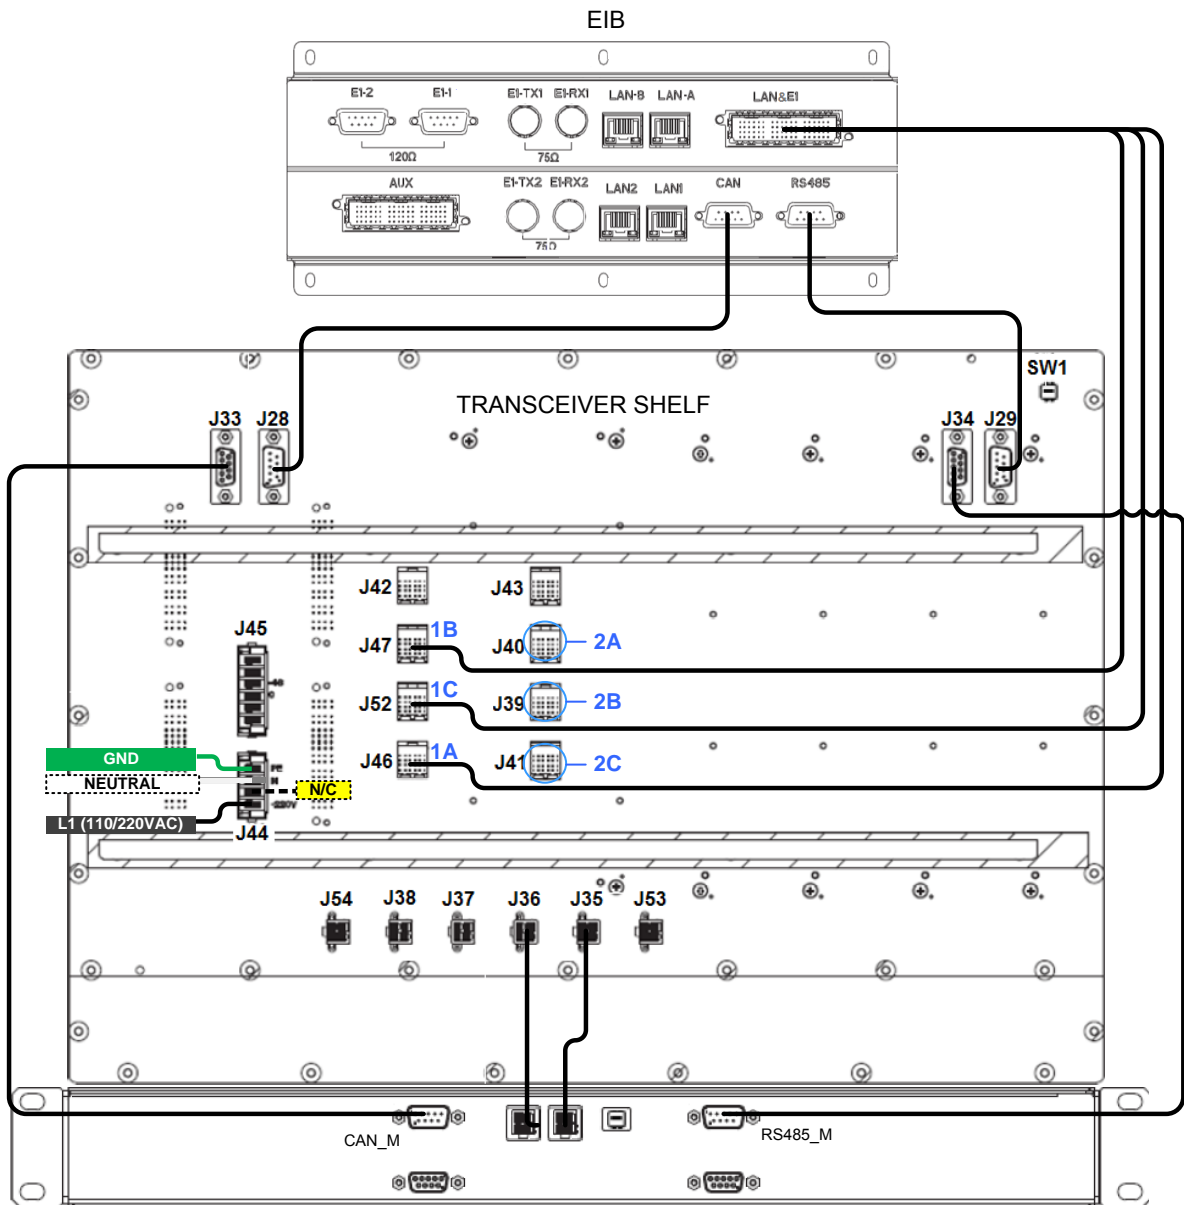 EIB
E1-2 E1-1 E1-TX1 E1-RX1 LAN-B LAN-A LAN&E1
120Ω 75Ω
AUX E1-TX2 E1-RX2 LAN2 LAN1 CAN RS485
75Ω
SW1
TRANSCEIVER SHELF
J33 J28 J34 J29
J42 J43
J45 J47 1B J40 2A
J52 1C J39 2B
J46 1A J41 2C
GND PE
NEUTRAL N
N/C
L1 (110/220VAC) -220V
J44
J54 J38 J37 J36 J35 J53
CAN_M RS485_M